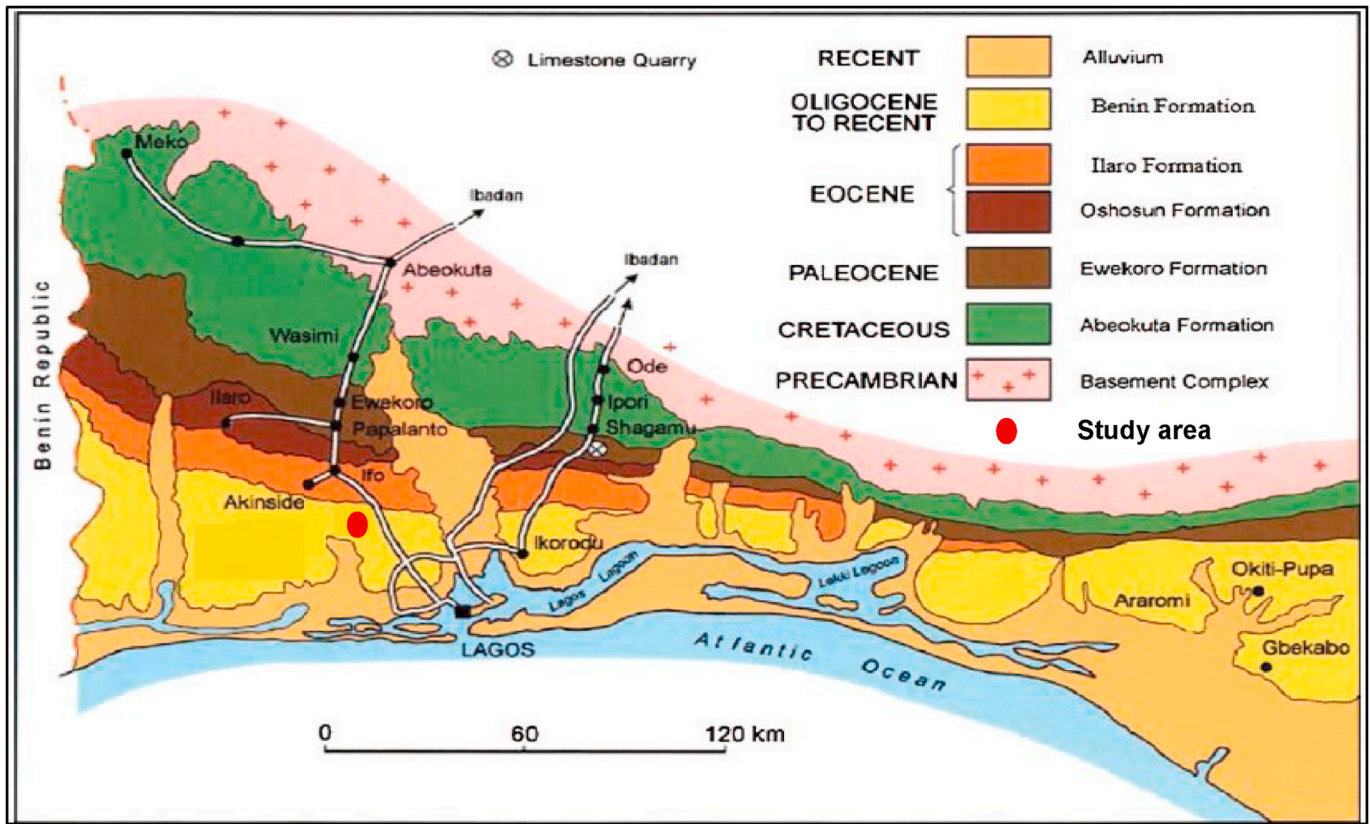 Limestone Quarry
RECENT
Alluvium
OLIGOCENE
TO RECENT
Benin Formation
EOCENE
Ilaro Formation
Oshosun Formation
PALEOCENE
Ewekoro Formation
CRETACEOUS
Abeokuta Formation
PRECAMBRIAN
Basement Complex
Study area
Meko
Ibadan
Abeokuta
Ibadan
Benin Republic
Wasimi
Ode
Ilaro
Ewekoro
Ipori
Papalanto
Shagamu
Ifo
Akinside
Ikorodu
Lagos Lagoon
Lekki Lagoon
Okiti-Pupa
Araromi
Gbekabo
LAGOS
Atlantic Ocean
0 60 120 km